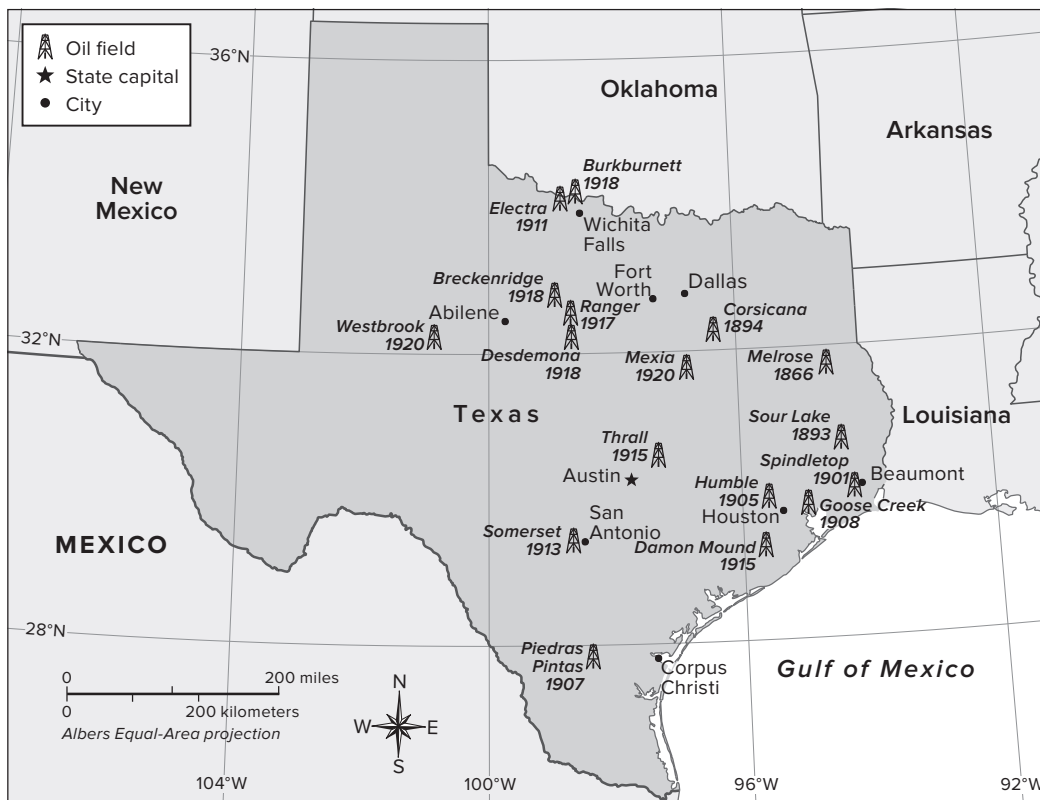 Oil field
State capital
City
36°N
Oklahoma
Arkansas
New
Mexico
Burkburnett
1918
Electra
1911
Wichita
Falls
Breckenridge
1918
Fort
Worth
Dallas
Abilene
Ranger
1917
Corsicana
1894
Westbrook
1920
32°N
Desdemona
1918
Mexia
1920
Melrose
1866
Texas
Louisiana
Sour Lake
1893
Thrall
1915
Spindletop
1901
Beaumont
Austin
Humble
1905
Goose Creek
1908
Houston
San
Antonio
Somerset
1913
Damon Mound
1915
MEXICO
28°N
Piedras
Pintas
1907
Corpus
Christi
Gulf of Mexico
0 200 miles
0 200 kilometers
Albers Equal-Area projection
N
W E
S
104°W 100°W 96°W 92°W